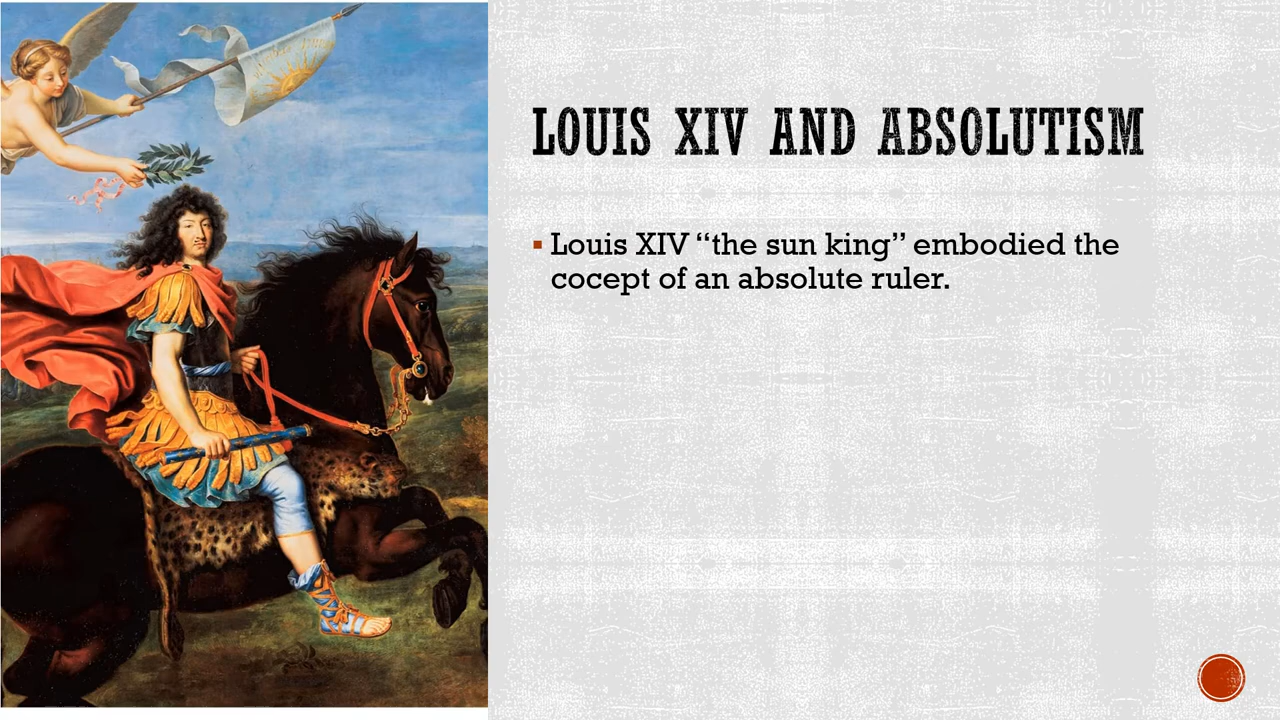 LOUIS XIV AND ABSOLUTISM
▪ Louis XIV “the sun king” embodied the
cocept of an absolute ruler.